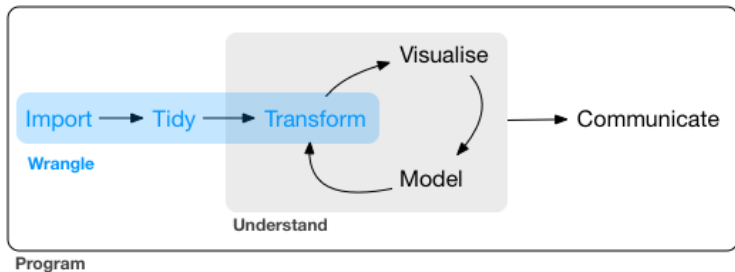 Visualise
Import Tidy Transform Communicate
Wrangle
Model
Understand
Program